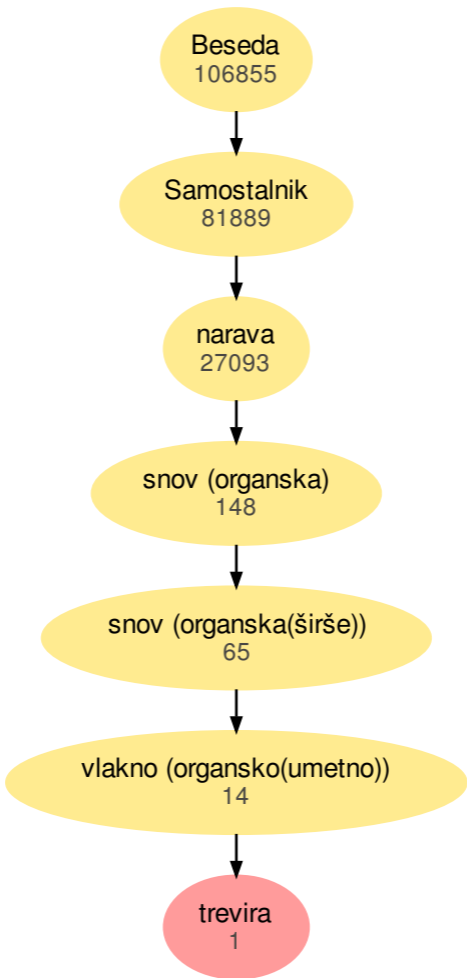 Beseda
106855
Samostalnik
81889
narava
27093
snov (organska)
148
snov (organska(širše))
65
vlakno (organsko(umetno))
14
trevira
1